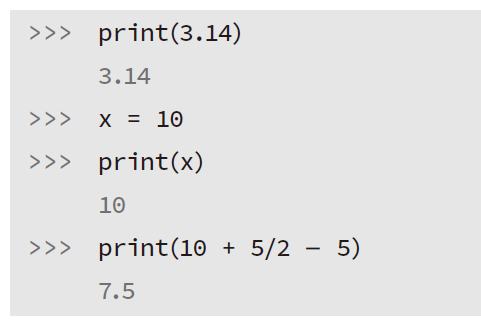 >>> print(3.14)
3.14
>>> x = 10
>>> print(x)
10
>>> print(10 + 5/2 − 5)
7.5